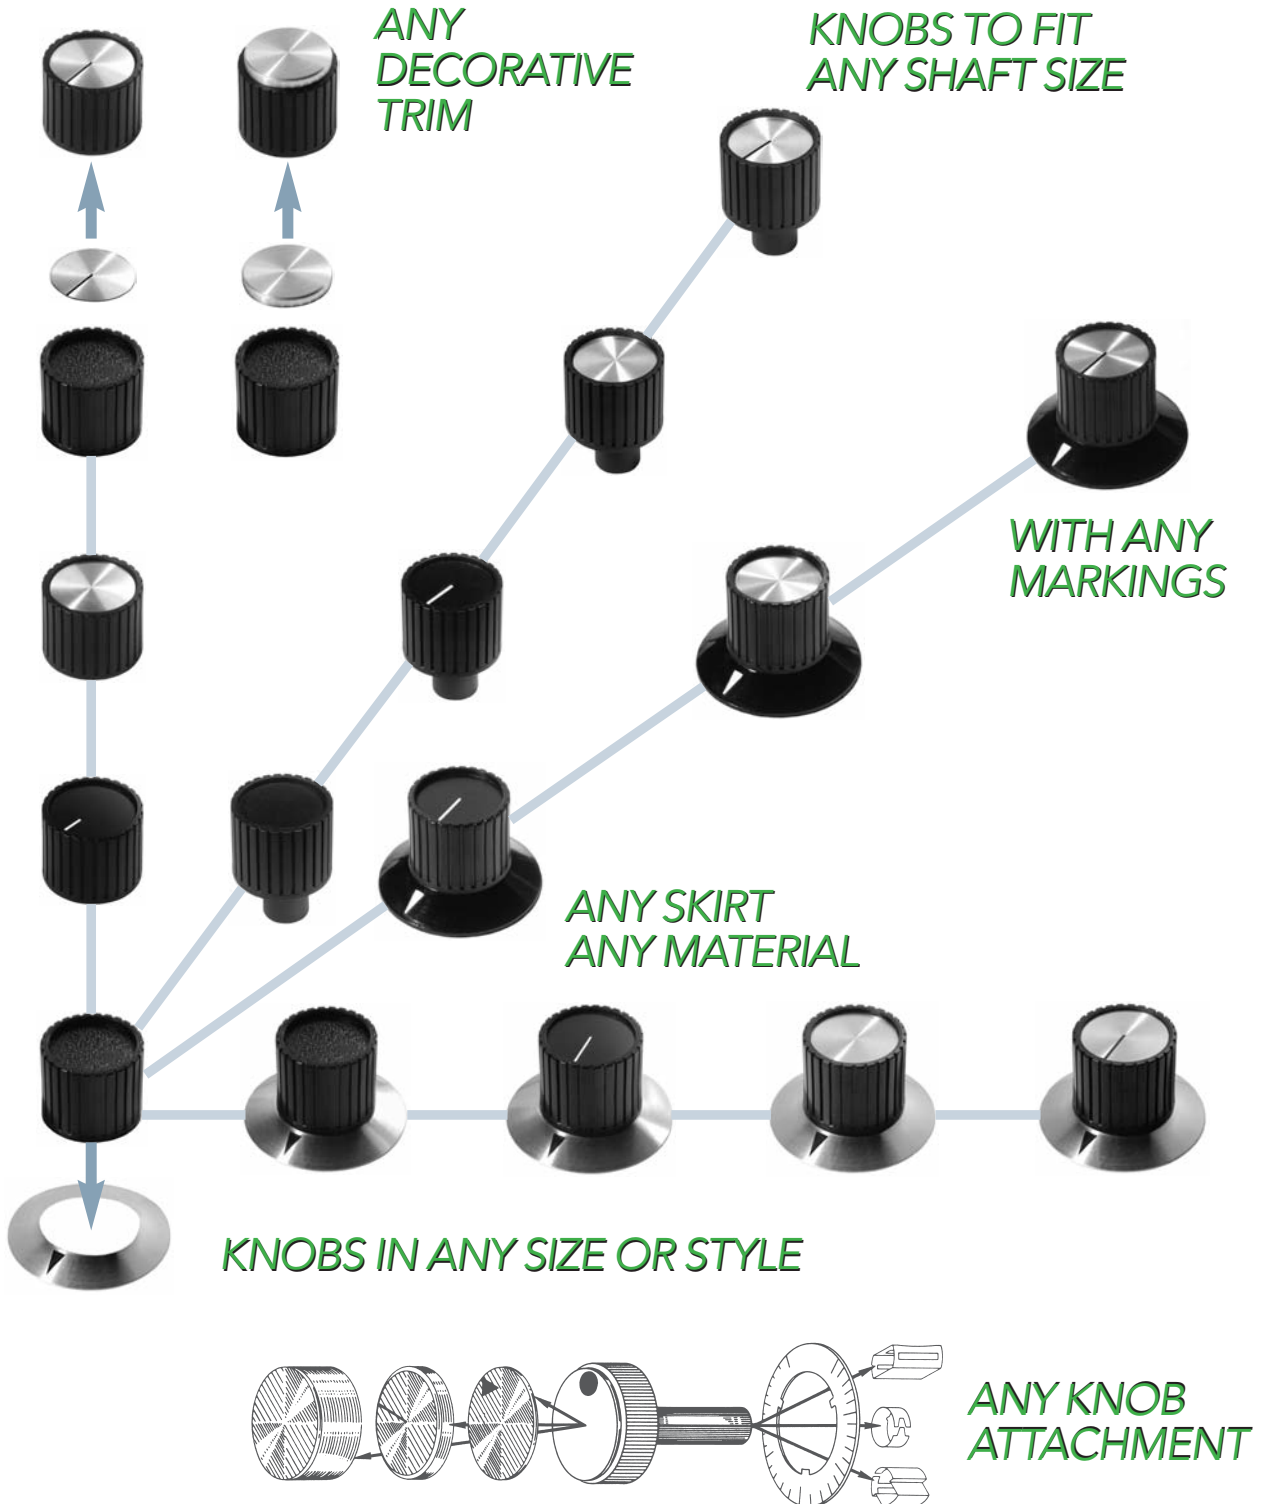 ANY
DECORATIVE
TRIM
KNOBS TO FIT
ANY SHAFT SIZE
WITH ANY
MARKINGS
ANY SKIRT
ANY MATERIAL
KNOBS IN ANY SIZE OR STYLE
ANY KNOB
ATTACHMENT